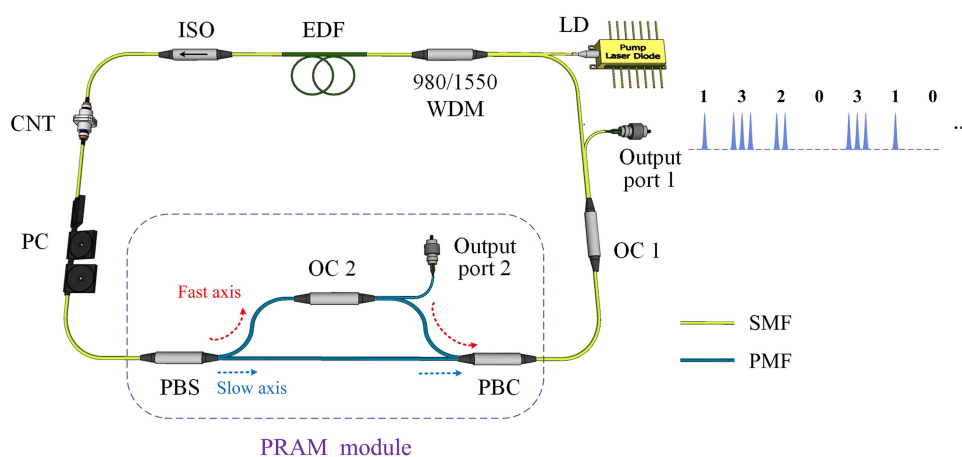 ISO
EDF
LD
Pump
Laser Diode
980/1550
WDM
1 3 2 0 3 1 0
..
CNT
Output
port 1
PC
OC 1
Output
port 2
OC 2
Fast axis
SMF
PMF
PBS
Slow axis
PBC
PRAM module